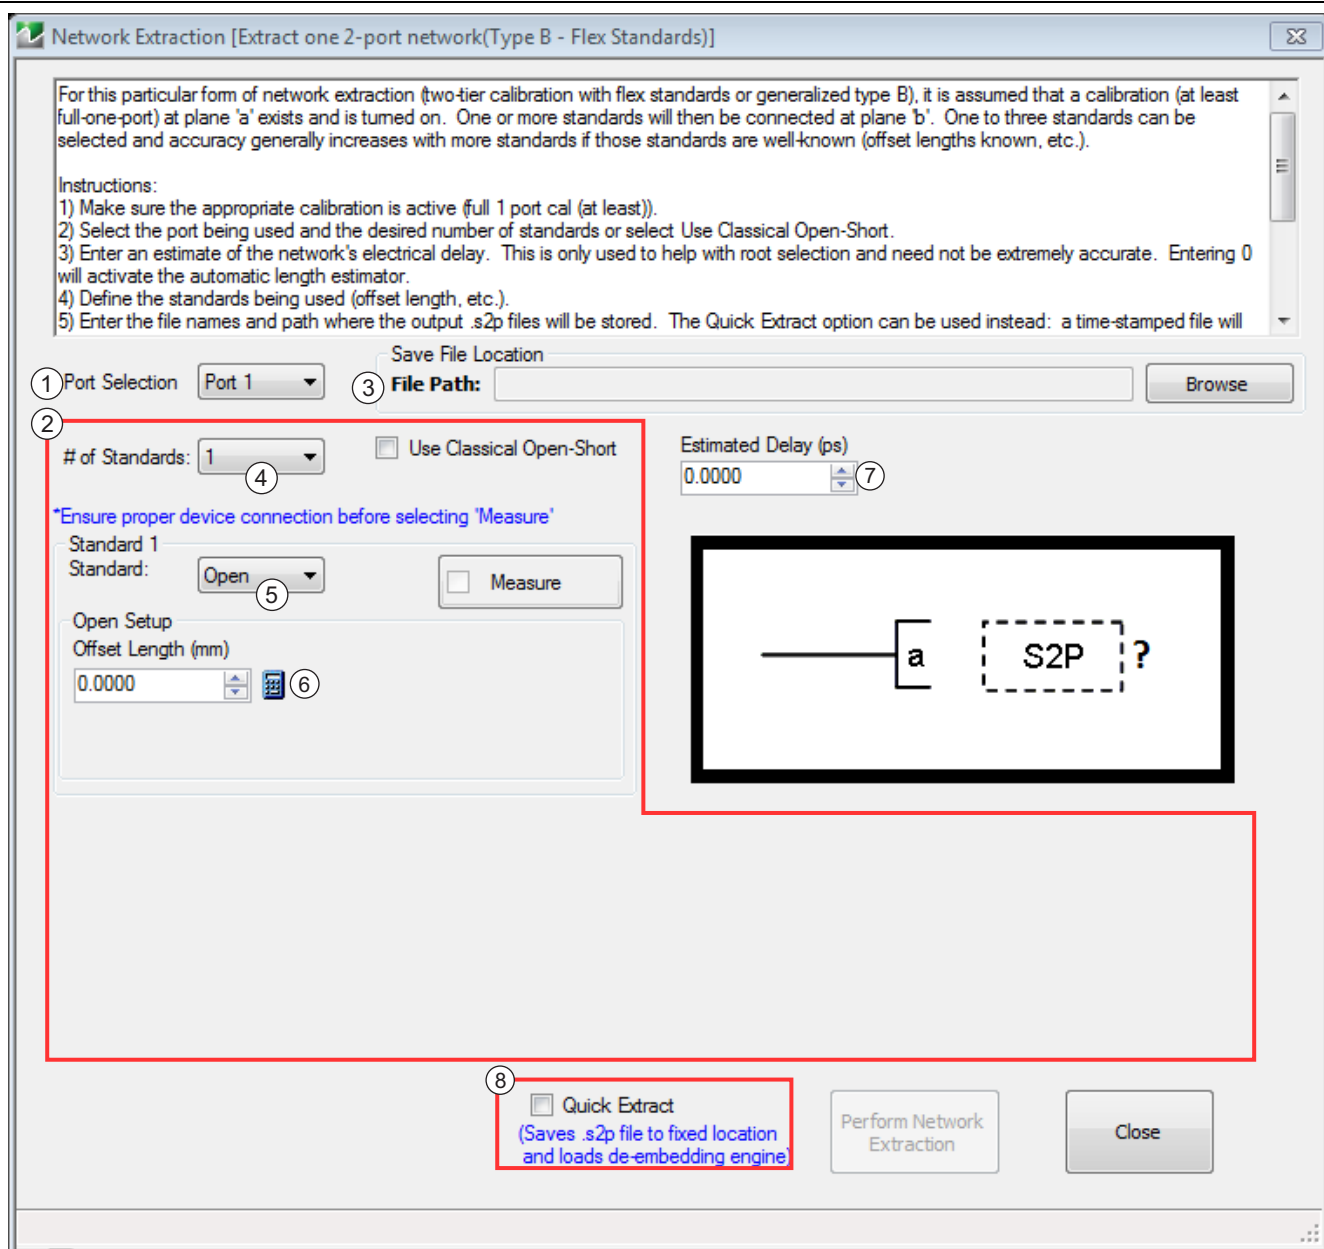 Network Extraction [Extract one 2-port network(Type B - Flex Standards)]
For this particular form of network extraction (two-tier calibration with flex standards or generalized type B), it is assumed that a calibration (at least
full-one-port) at plane 'a' exists and is turned on.  One or more standards will then be connected at plane 'b'.  One to three standards can be
selected and accuracy generally increases with more standards if those standards are well-known (offset lengths known, etc.).
Instructions:
1) Make sure the appropriate calibration is active (full 1 port cal (at least)).
2) Select the port being used and the desired number of standards or select Use Classical Open-Short.
3) Enter an estimate of the network's electrical delay.  This is only used to help with root selection and need not be extremely accurate.  Entering 0
will activate the automatic length estimator.
4) Define the standards being used (offset length, etc.).
5) Enter the file names and path where the output .s2p files will be stored.  The Quick Extract option can be used instead:  a time-stamped file will
1 Port Selection Port 1
Save File Location
3 File Path: Browse
2
# of Standards: 1
4
Use Classical Open-Short
Estimated Delay (ps)
0.0000 7
*Ensure proper device connection before selecting 'Measure'
Standard 1
Standard: Open
5
Measure
Open Setup
Offset Length (mm)
0.0000 6
a S2P ?
8
Quick Extract
(Saves .s2p file to fixed location
and loads de-embedding engine)
Perform Network
Extraction
Close